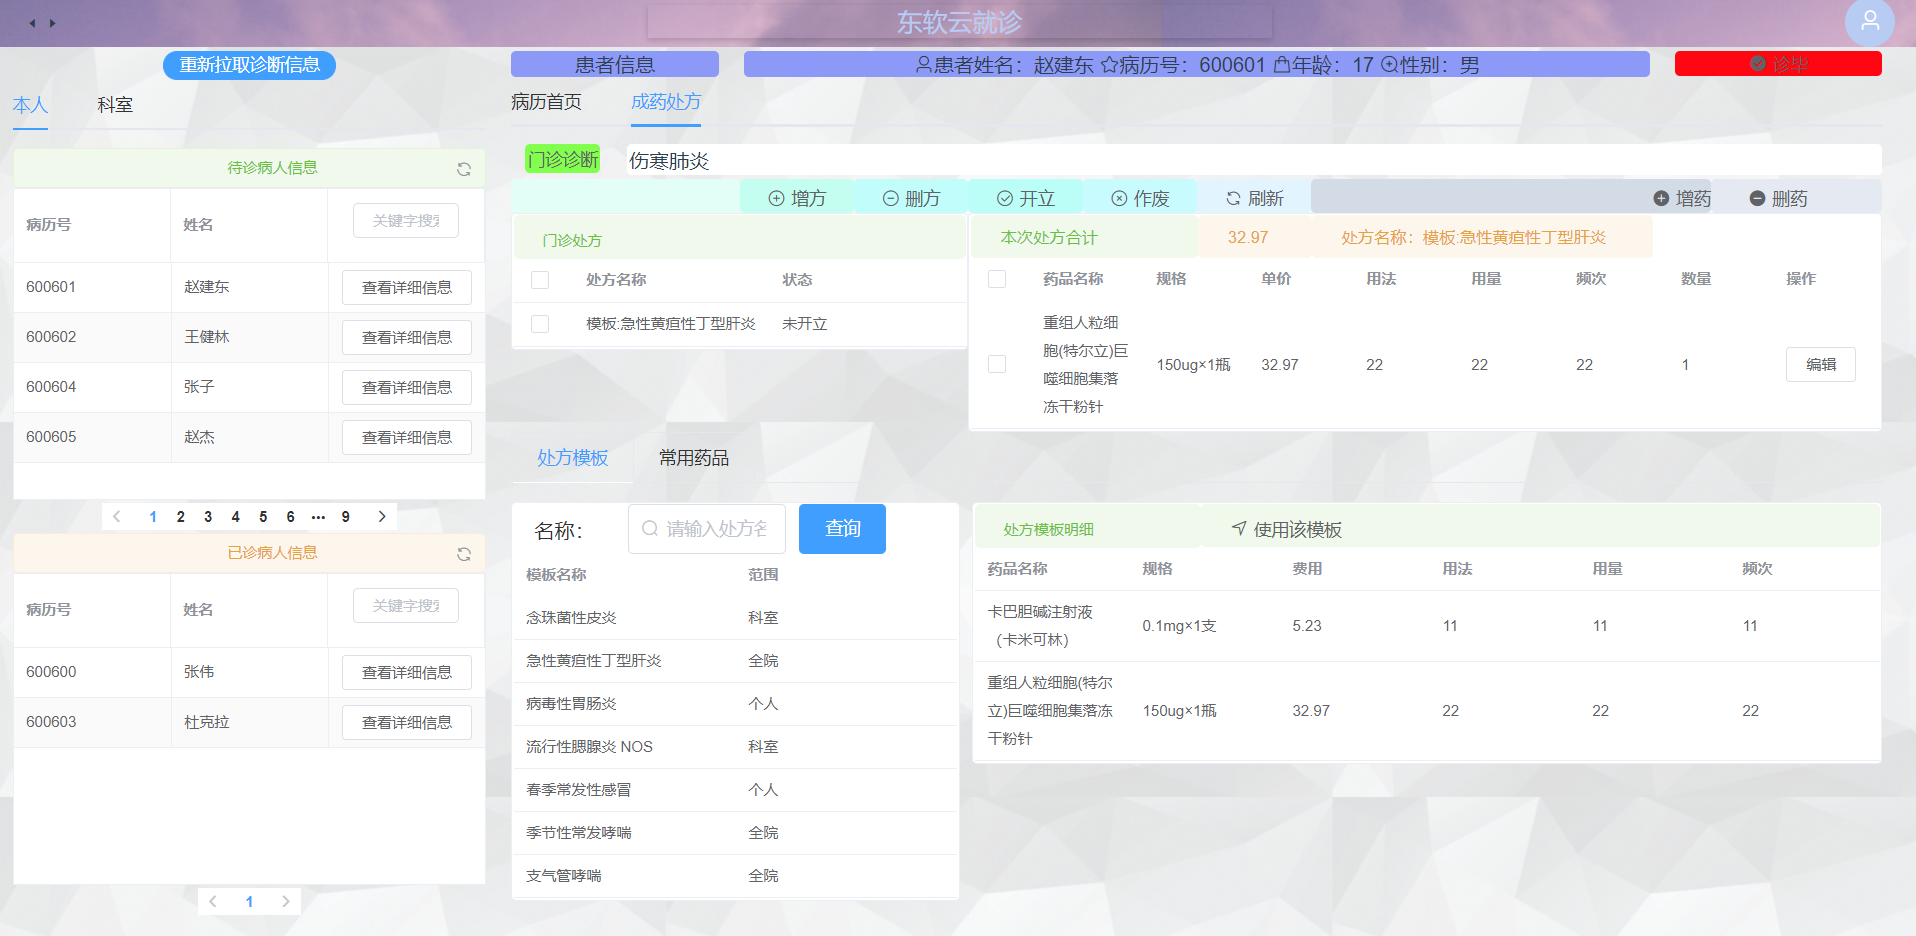 东软云就诊
重新拉取诊断信息
患者信息
患者姓名：赵建东 病历号：600601 年龄：17 性别：男
诊毕
本人 科室
病历首页 成药处方
待诊病人信息
病历号 姓名 关键字搜
600601 赵建东 查看详细信息
600602 王健林 查看详细信息
600604 张子 查看详细信息
600605 赵杰 查看详细信息
1 2 3 4 5 6 ••• 9
已诊病人信息
病历号 姓名 关键字搜
600600 张伟 查看详细信息
600603 杜克拉 查看详细信息
1
门诊诊断 伤寒肺炎
增方 删方 开立 作废 刷新 增药 删药
门诊处方
处方名称 状态
模板:急性黄疸性丁型肝炎 未开立
本次处方合计 32.97 处方名称：模板:急性黄疸性丁型肝炎
药品名称 规格 单价 用法 用量 频次 数量 操作
重组人粒细
胞(特尔立)巨
噬细胞集落
冻干粉针
150ug×1瓶 32.97 22 22 22 1 编辑
处方模板 常用药品
名称： 请输入处方名 查询
模板名称 范围
念珠菌性皮炎 科室
急性黄疸性丁型肝炎 全院
病毒性胃肠炎 个人
流行性腮腺炎 NOS 科室
春季常发性感冒 个人
季节性常发哮喘 全院
支气管哮喘 全院
处方模板明细 使用该模板
药品名称 规格 费用 用法 用量 频次
卡巴胆碱注射液
（卡米可林）
0.1mg×1支 5.23 11 11 11
重组人粒细胞(特尔
立)巨噬细胞集落冻
干粉针
150ug×1瓶 32.97 22 22 22